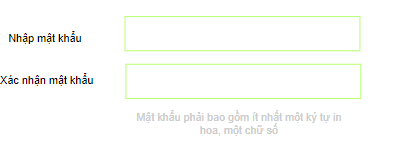 Nhập mật khẩu
Xác nhận mật khẩu
Mật khẩu phải bao gồm ít nhất một ký tự in
hoa, một chữ số